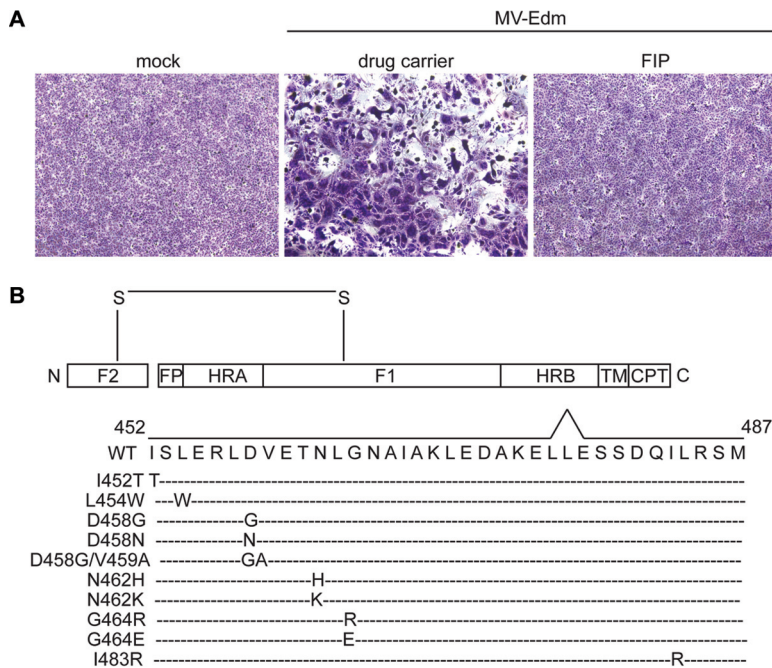 A
MV-Edm
mock drug carrier FIP
B
S S
N F2 FP HRA F1 HRB TM CPT C
452 487
WT I S L E R L D V E T N L G N A I A K L E D A K E L L E S S D Q I L R S M
I452T T
L454W W
D458G G
D458N N
D458G/V459A GA
N462H H
N462K K
G464R R
G464E E
I483R R